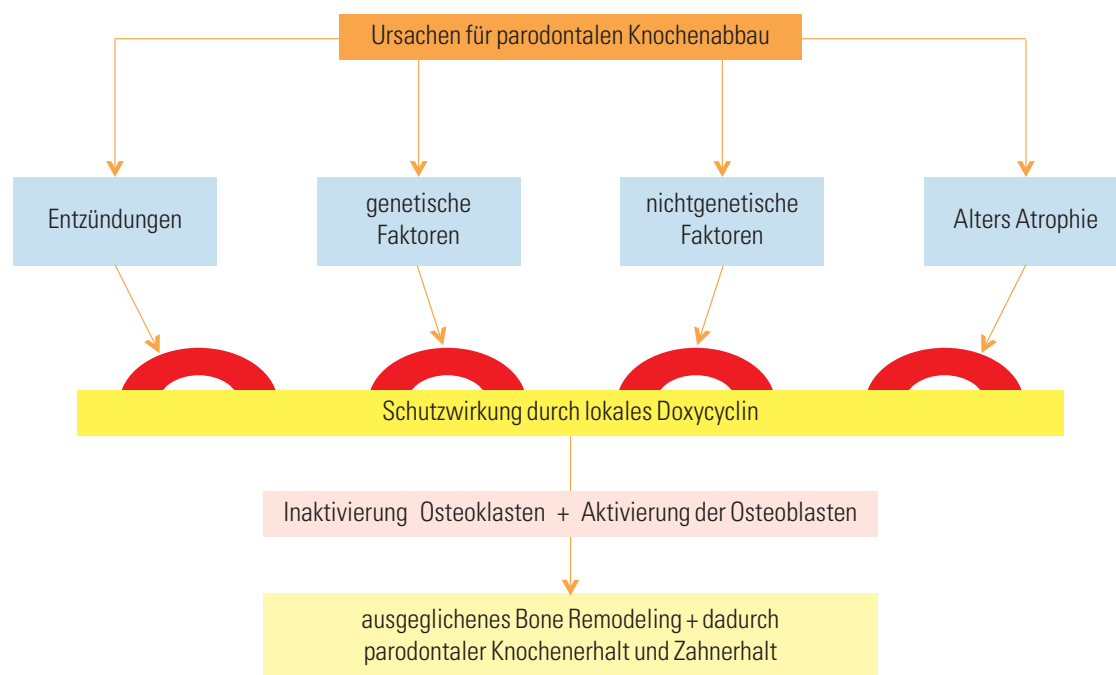 Ursachen für parodontalen Knochenabbau
Entzündungen
genetische
Faktoren
nichtgenetische
Faktoren
Alters Atrophie
Schutzwirkung durch lokales Doxycyclin
Inaktivierung Osteoklasten + Aktivierung der Osteoblasten
ausgeglichenes Bone Remodeling + dadurch
parodontaler Knochenerhalt und Zahnerhalt